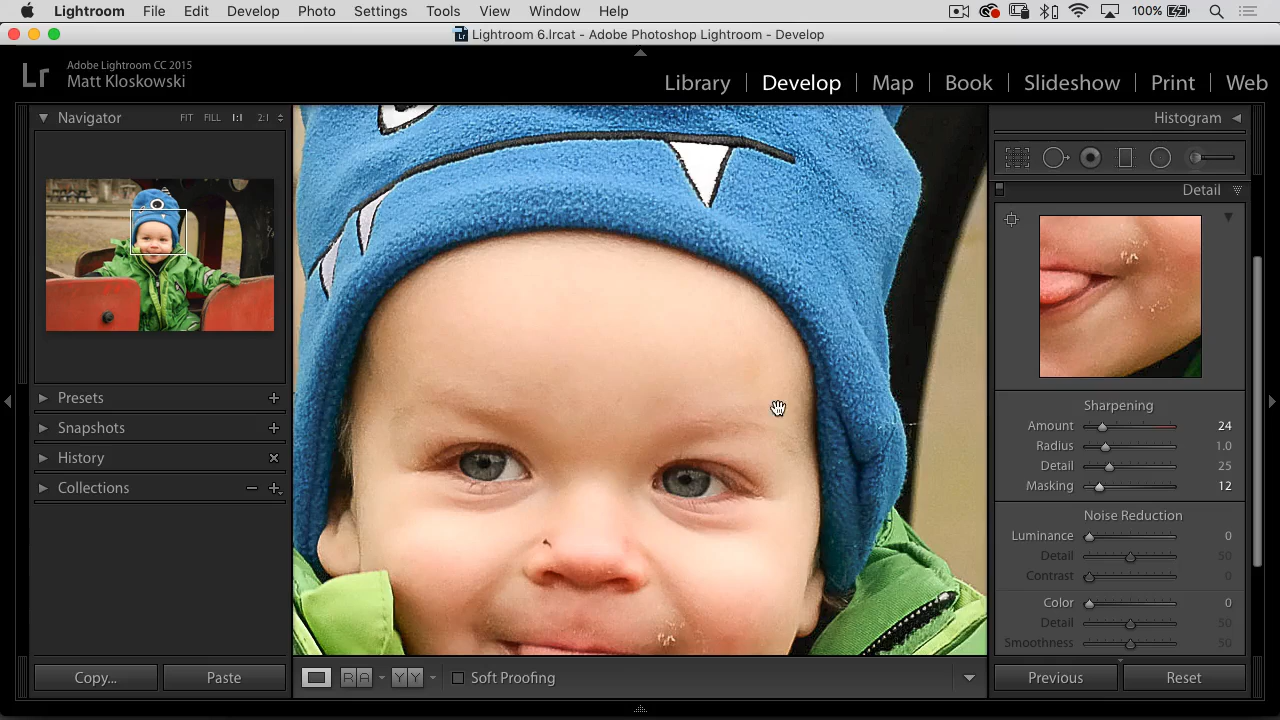 Lightroom File Edit Develop Photo Settings Tools View Window Help 100%
Lr Lightroom 6.lrcat - Adobe Photoshop Lightroom - Develop
Lr Adobe Lightroom CC 2015
Matt Kloskowski
Library Develop Map Book Slideshow Print Web
Navigator FIT FILL 1:1 2:1
Presets
Snapshots
History
Collections
Copy... Paste
R A Y Y Soft Proofing
Histogram
Detail
Sharpening
Amount 24
Radius 1.0
Detail 25
Masking 12
Noise Reduction
Luminance 0
Detail 50
Contrast 0
Color 0
Detail 50
Smoothness 50
Previous Reset